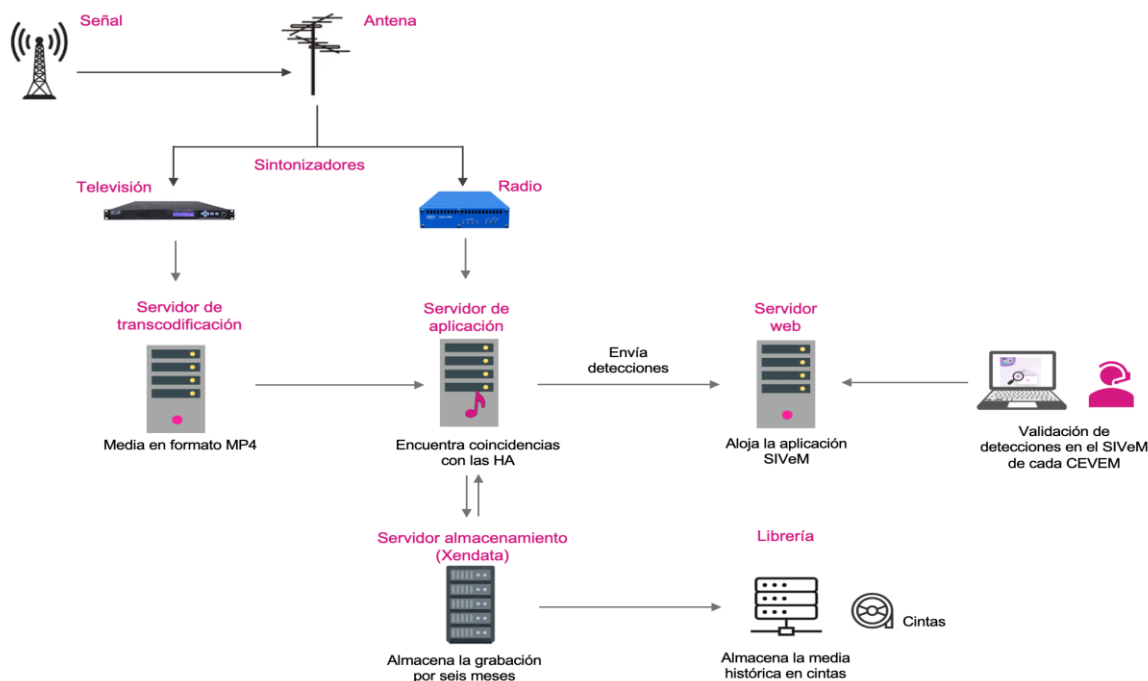 Señal
Antena
Sintonizadores
Televisión
Radio
Servidor de
transcodificación
Servidor de
aplicación
Servidor
web
Envía
detecciones
Media en formato MP4
Encuentra coincidencias
con las HA
Aloja la aplicación
SIVeM
Validación de
detecciones en el SIVeM
de cada CEVEM
Servidor almacenamiento
(Xendata)
Librería
Cintas
Almacena la grabación
por seis meses
Almacena la media
histórica en cintas